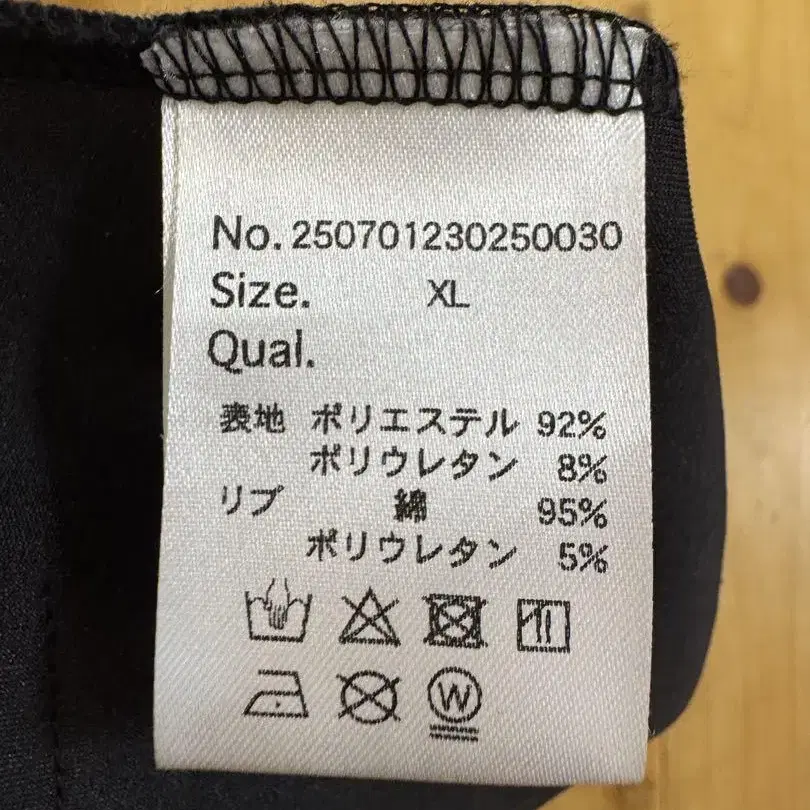 No. 250701230250030
Size. XL
Qual.
表地 ポリエステル 92%
ポリウレタン 8%
リブ 綿 95%
ポリウレタン 5%
W